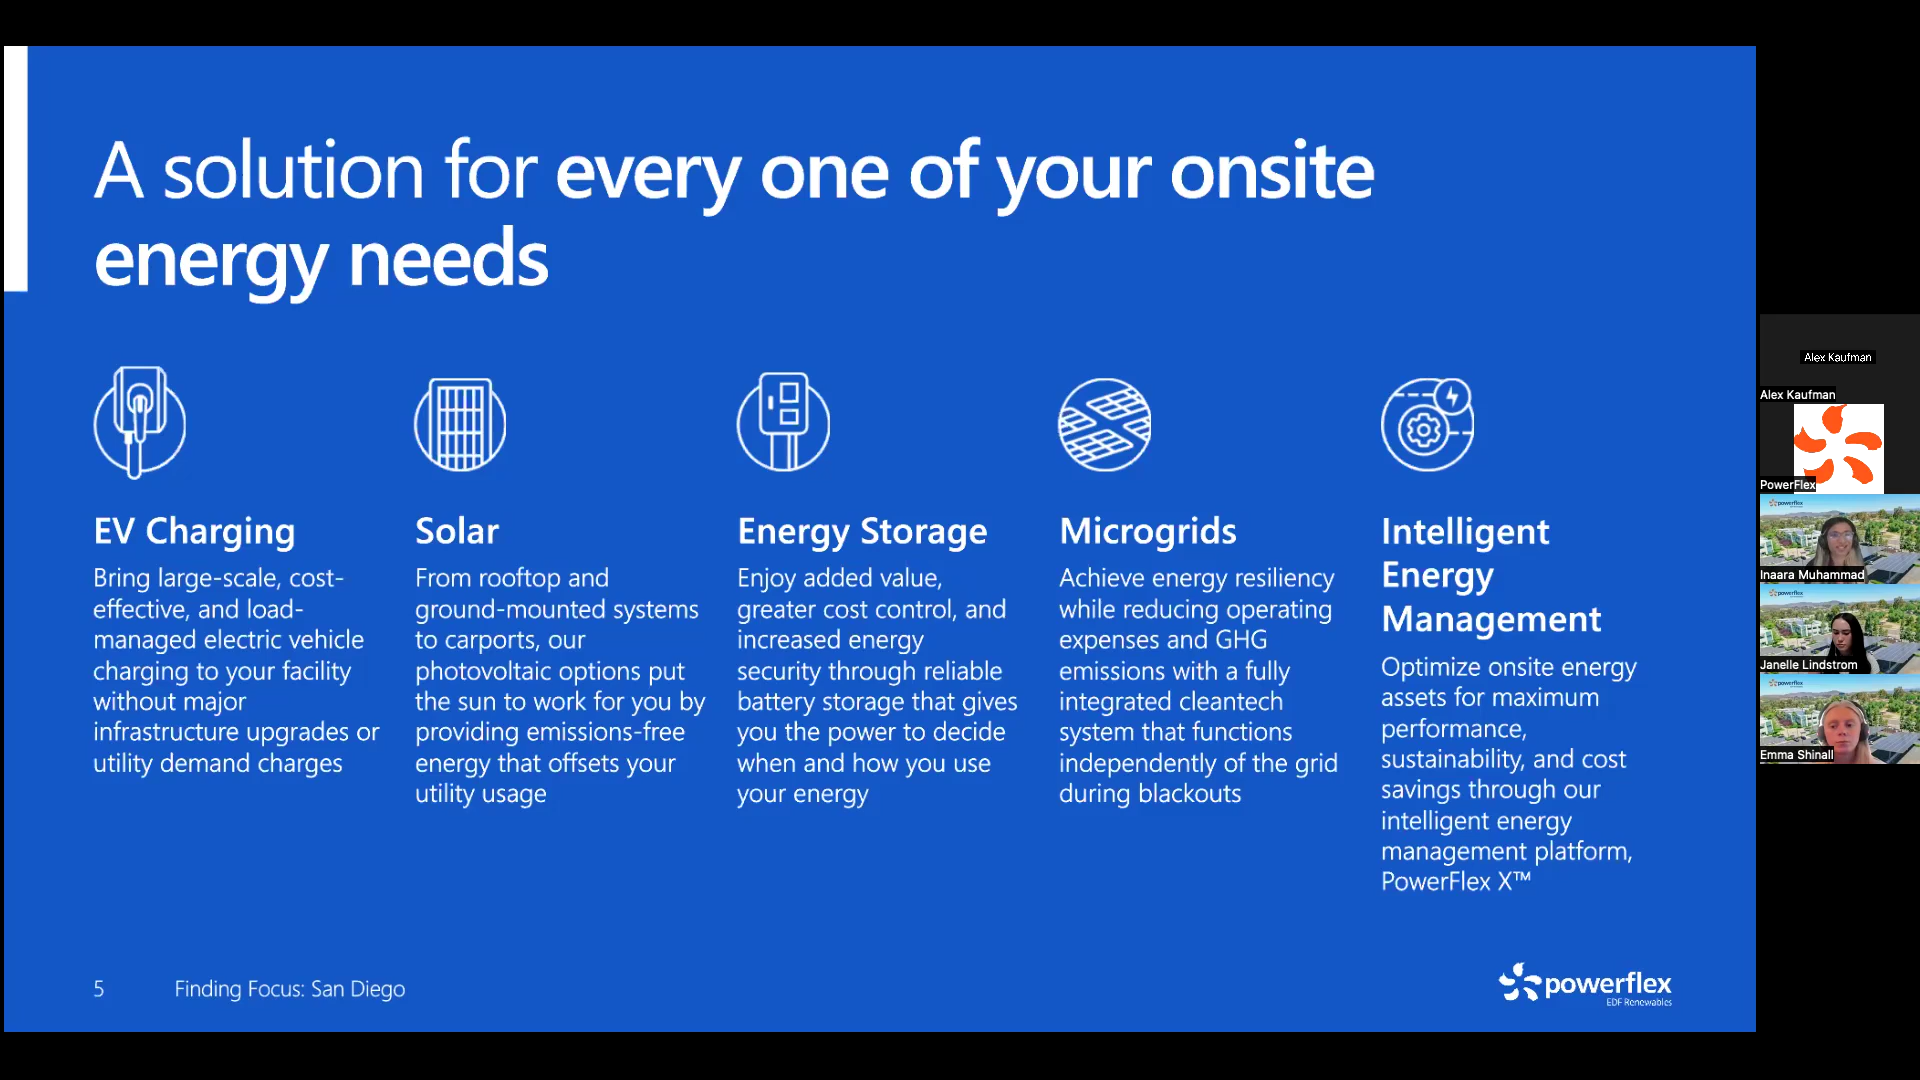 A solution for every one of your onsite
energy needs
EV Charging
Bring large-scale, cost-
effective, and load-
managed electric vehicle
charging to your facility
without major
infrastructure upgrades or
utility demand charges
Solar
From rooftop and
ground-mounted systems
to carports, our
photovoltaic options put
the sun to work for you by
providing emissions-free
energy that offsets your
utility usage
Energy Storage
Enjoy added value,
greater cost control, and
increased energy
security through reliable
battery storage that gives
you the power to decide
when and how you use
your energy
Microgrids
Achieve energy resiliency
while reducing operating
expenses and GHG
emissions with a fully
integrated cleantech
system that functions
independently of the grid
during blackouts
Intelligent
Energy
Management
Optimize onsite energy
assets for maximum
performance,
sustainability, and cost
savings through our
intelligent energy
management platform,
PowerFlex X™
5
Finding Focus: San Diego
powerflex
EDF Renewables
Alex Kaufman
Alex Kaufman
PowerFlex
powerflex
Inaara Muhammad
powerflex
Janelle Lindstrom
powerflex
Emma Shinall